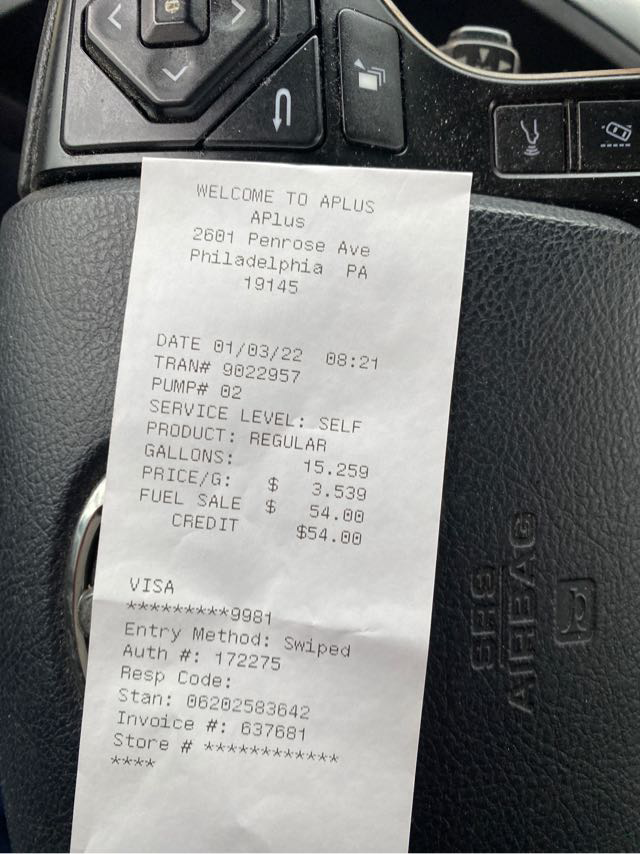 WELCOME TO APLUS
APlus
2601 Penrose Ave
Philadelphia PA
19145
DATE 01/03/22 08:21
TRAN# 9022957
PUMP# 02
SERVICE LEVEL: SELF
PRODUCT: REGULAR
GALLONS: 15.259
PRICE/G: $ 3.539
FUEL SALE $ 54.00
CREDIT $54.00
VISA
*********9981
Entry Method: Swiped
Auth #: 172275
Resp Code:
Stan: 06202583642
Invoice #: 637681
Store # ************
****
SRS
AIRBAG